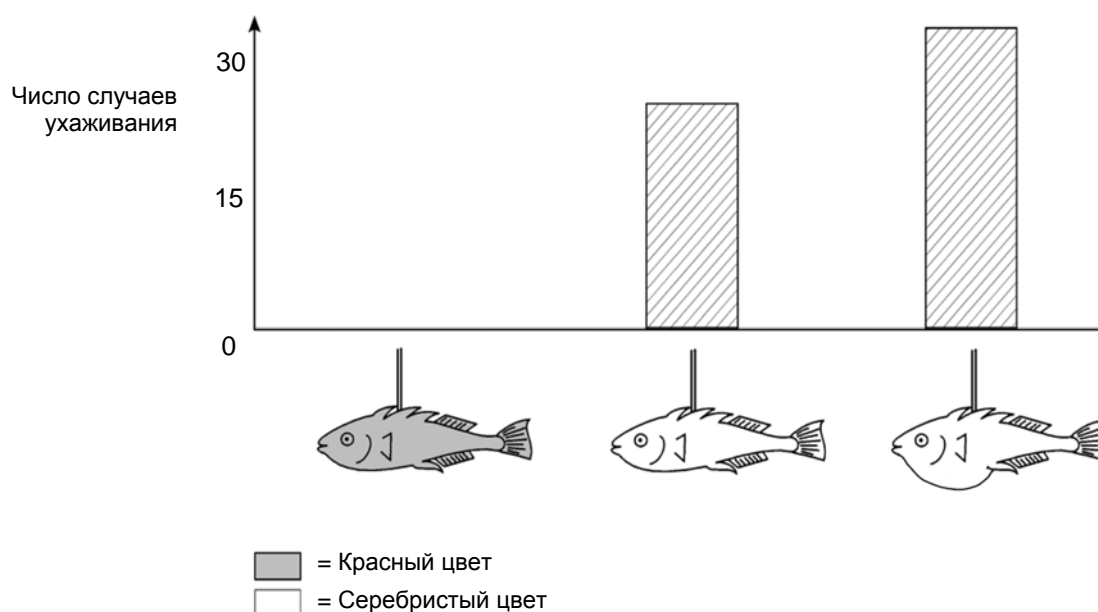 30
Число случаев
ухаживания
15
0
= Красный цвет
= Серебристый цвет